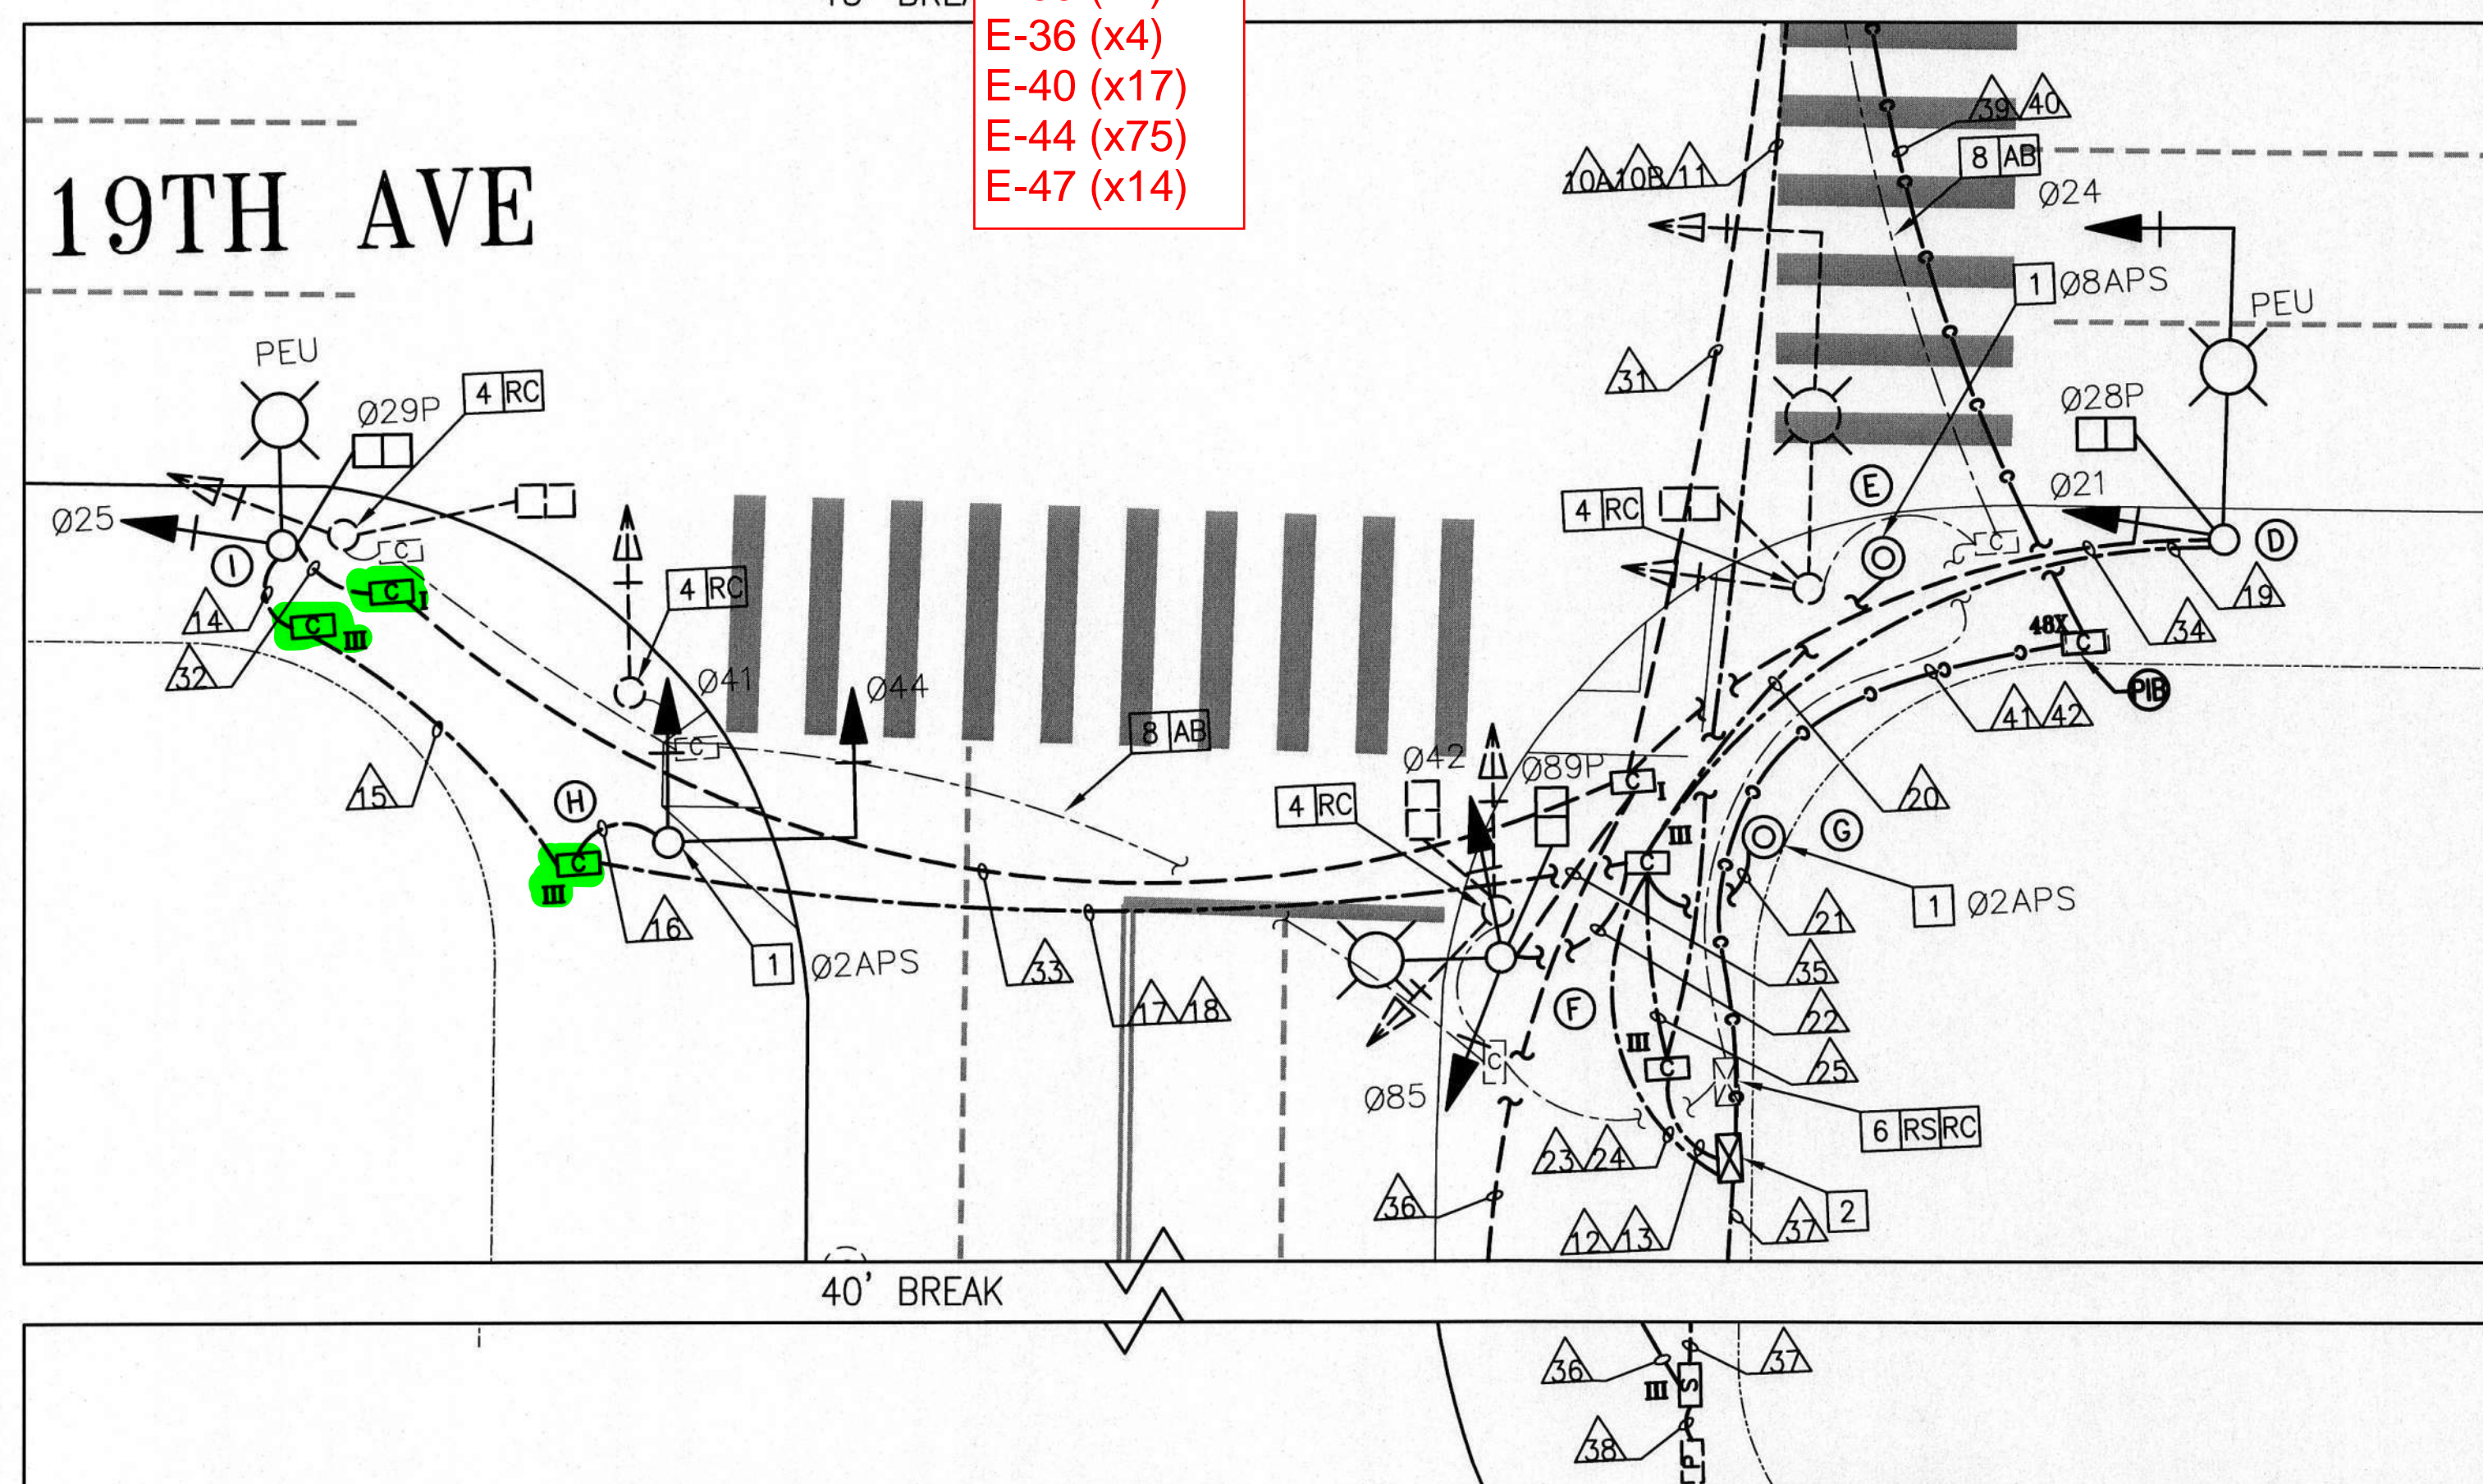 E-36 (x4)
E-40 (x17)
E-44 (x75)
E-47 (x14)
19TH AVE
39 40
8 AB
10A 10B 11
Ø24
1 Ø8APS
PEU
PEU
31
4 RC
Ø29P
Ø28P
E
4 RC
Ø21
Ø25
I
C
C
D
14
C I
19
C III
4 RC
34
48X C
32
Ø41
Ø44
PIB
41 42
C
8 AB
Ø42
Ø89P
C I
20
15
H
4 RC
III
G
C
C
III
16
1 Ø2APS
21
1 Ø2APS
33
35
17 18
F
22
III
C
C
25
Ø85
6 RS RC
23 24
36
2
12 13
37
40' BREAK
36
37
III S
38
P